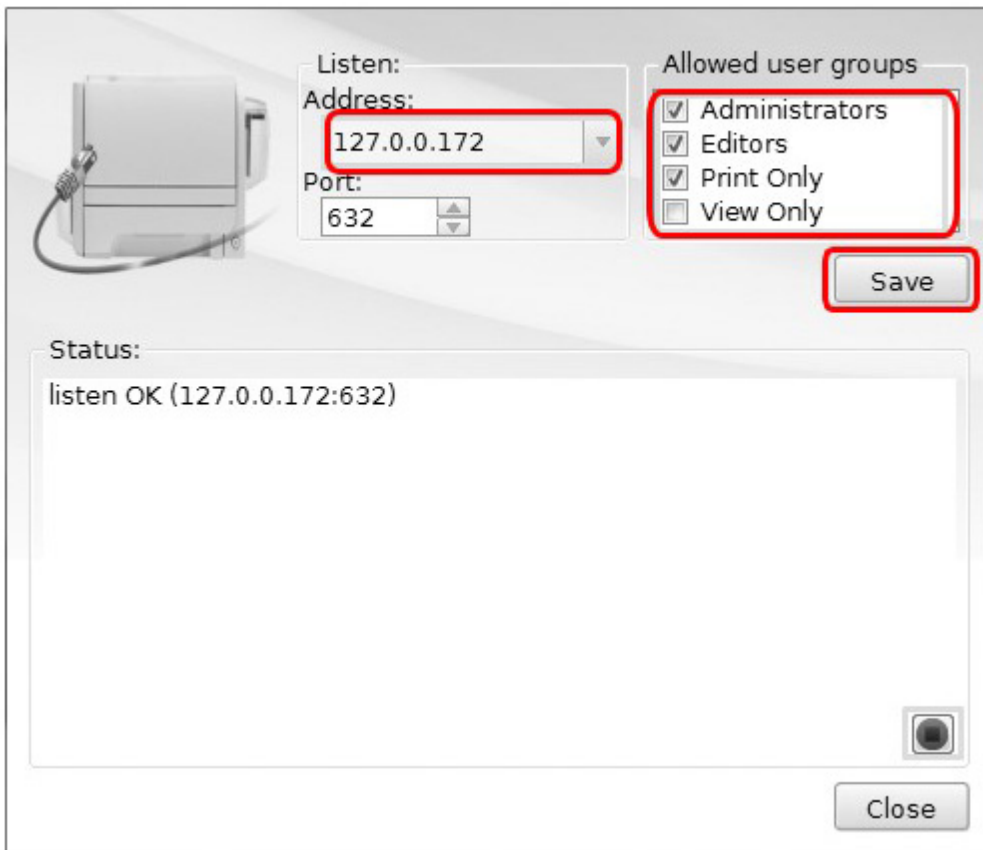 Listen:
Address:
127.0.0.172
Port:
632
Allowed user groups
Administrators
Editors
Print Only
View Only
Save
Status:
listen OK (127.0.0.172:632)
Close